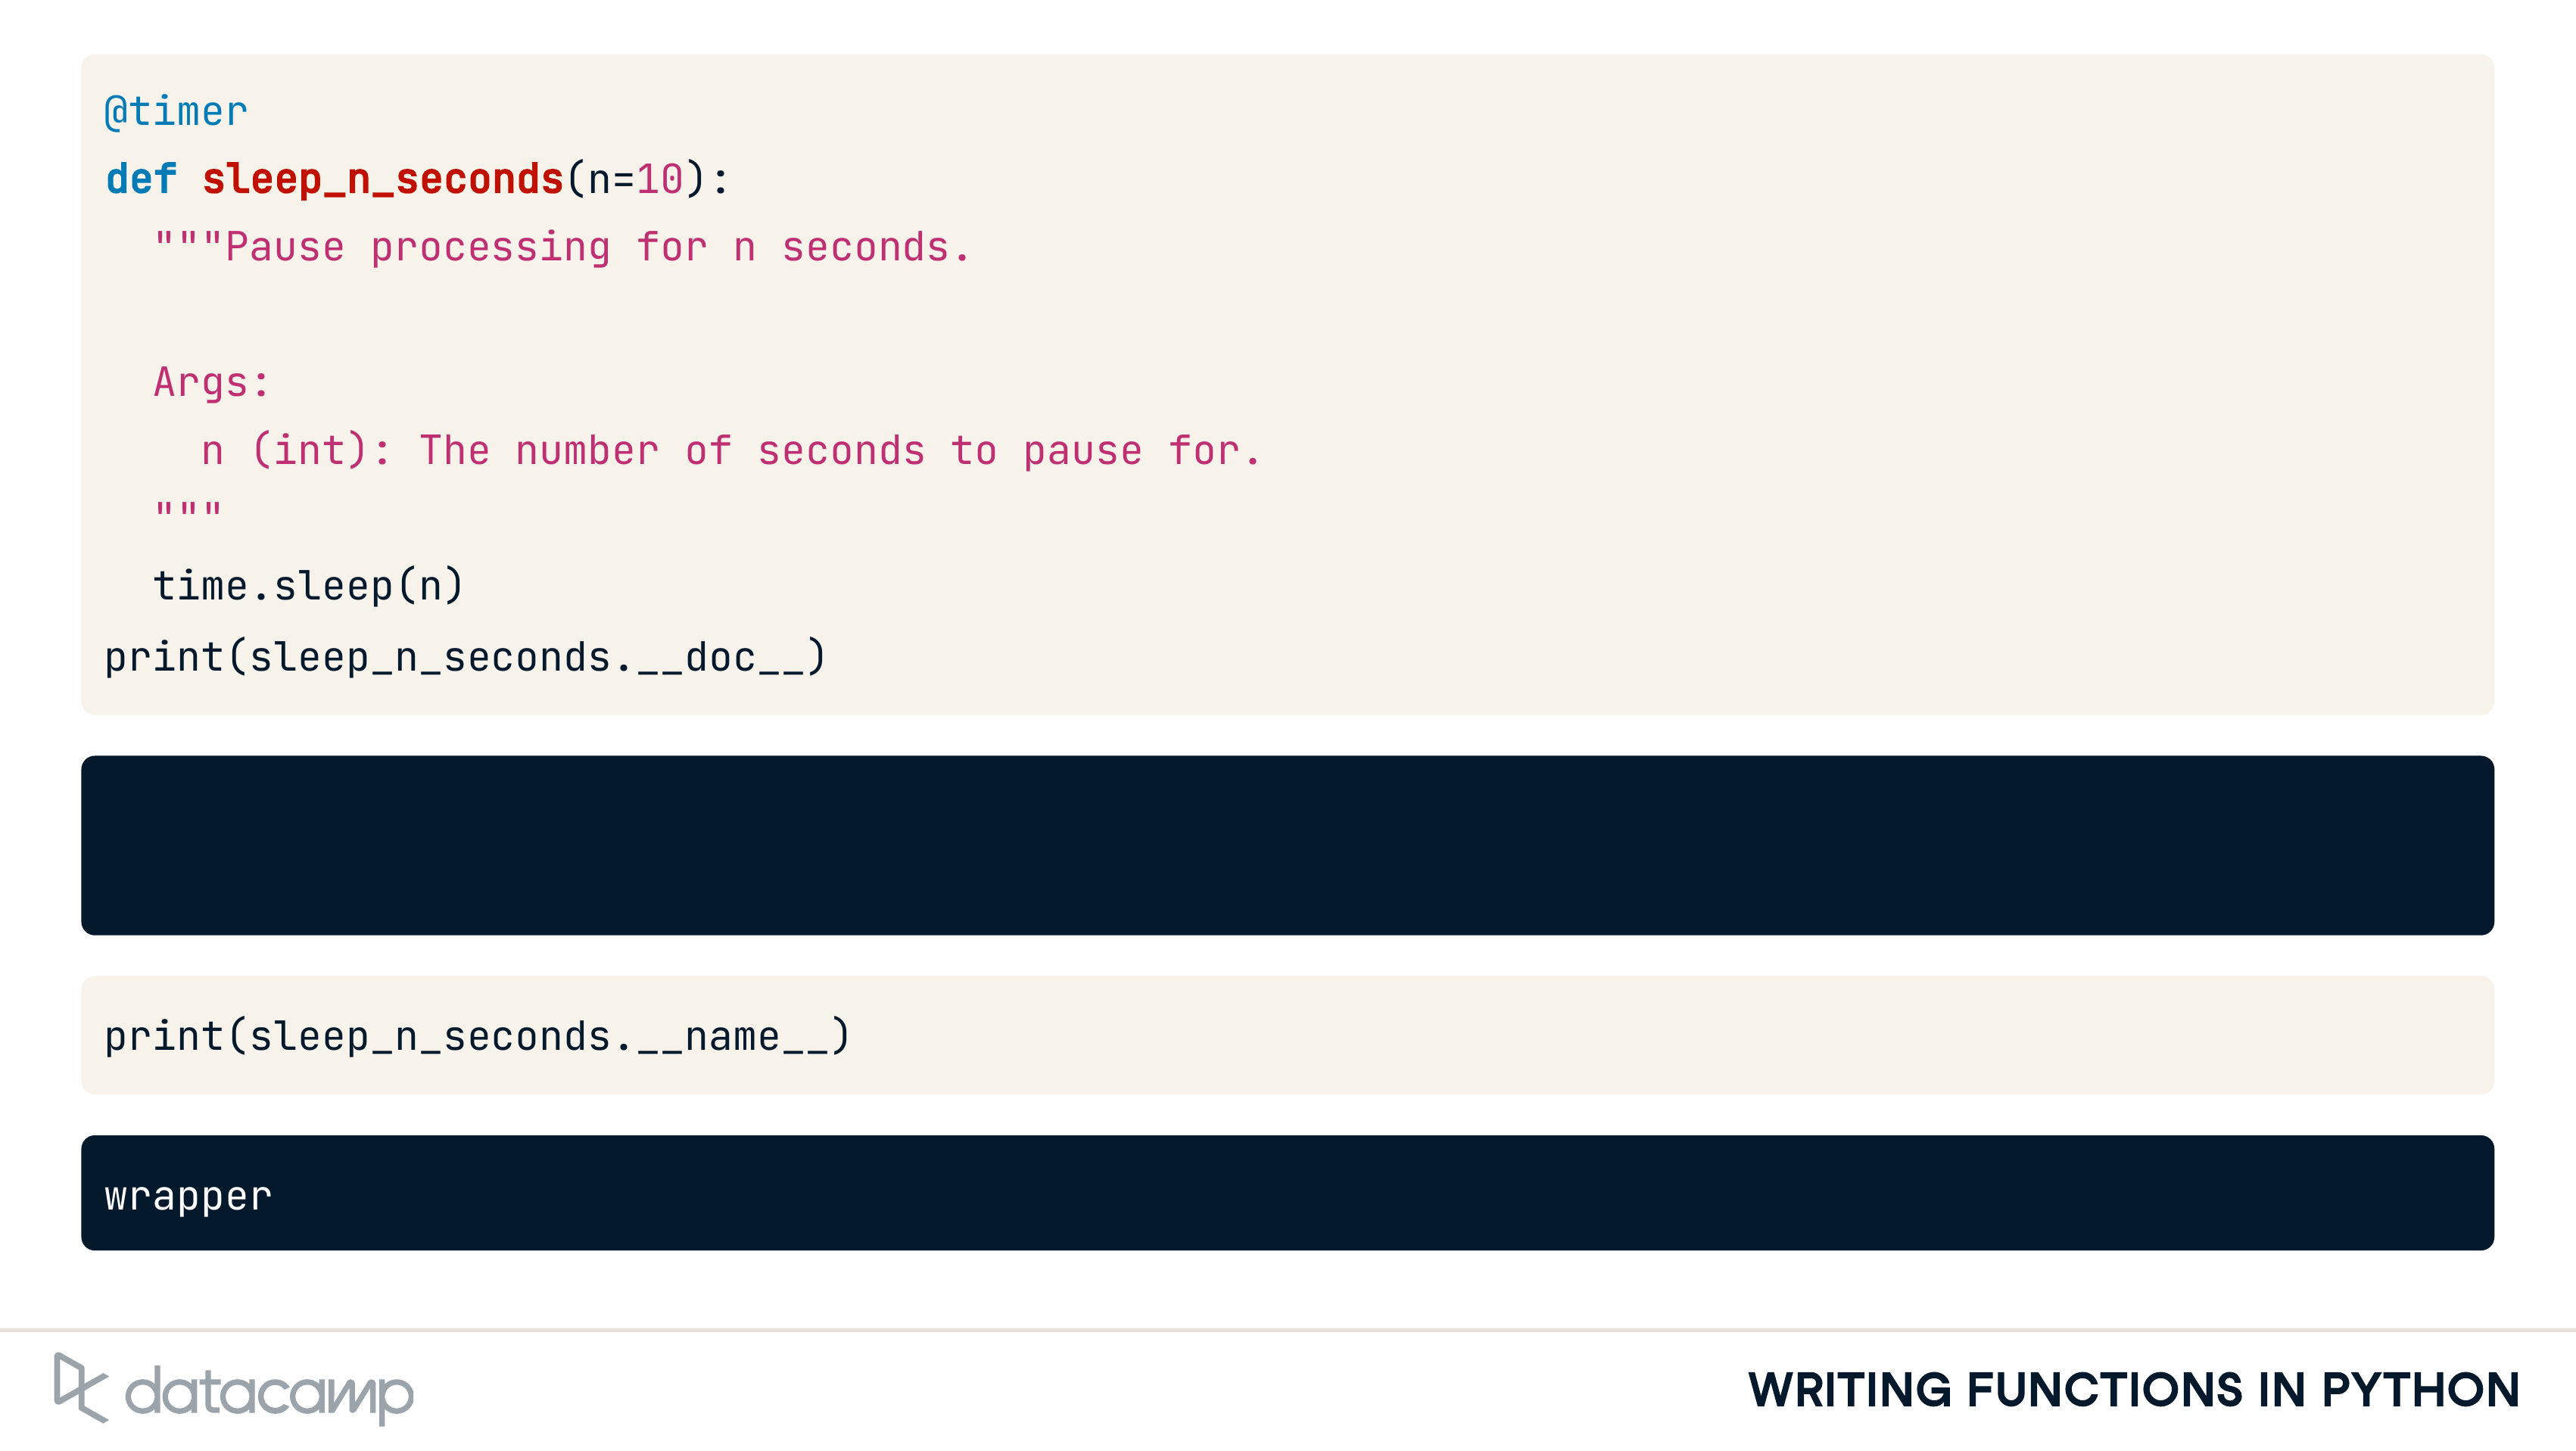 @timer
def sleep_n_seconds(n=10):
  """Pause processing for n seconds.

  Args:
    n (int): The number of seconds to pause for.
  """
  time.sleep(n)
print(sleep_n_seconds.__doc__)
print(sleep_n_seconds.__name__)
wrapper
datacamp
WRITING FUNCTIONS IN PYTHON